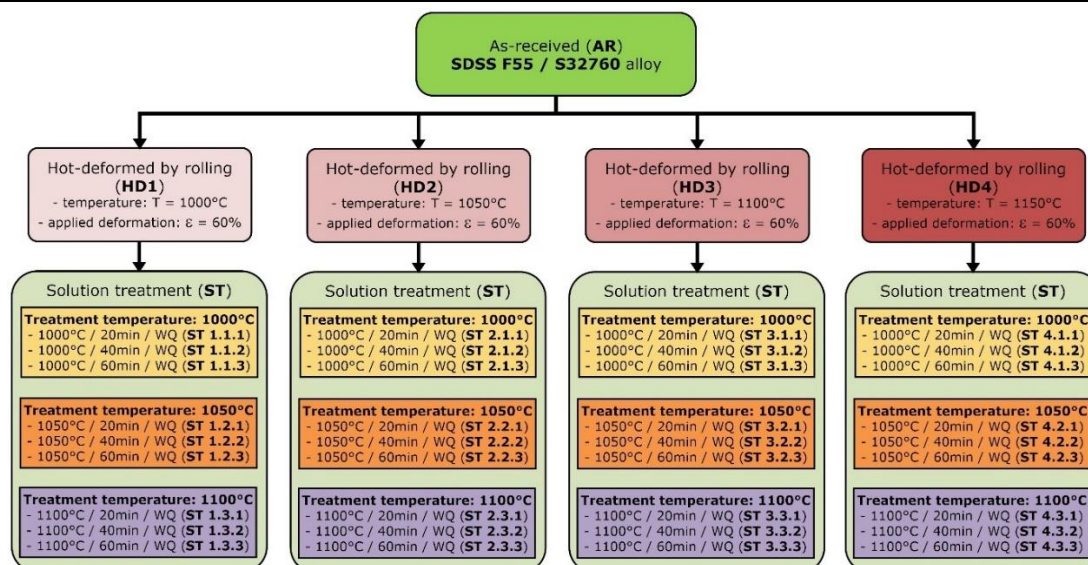 As-received (AR)
SDSS F55 / S32760 alloy
Hot-deformed by rolling
(HD1)
- temperature: T = 1000°C
- applied deformation: ε = 60%
Hot-deformed by rolling
(HD2)
- temperature: T = 1050°C
- applied deformation: ε = 60%
Hot-deformed by rolling
(HD3)
- temperature: T = 1100°C
- applied deformation: ε = 60%
Hot-deformed by rolling
(HD4)
- temperature: T = 1150°C
- applied deformation: ε = 60%
Solution treatment (ST)
Treatment temperature: 1000°C
- 1000°C / 20min / WQ (ST 1.1.1)
- 1000°C / 40min / WQ (ST 1.1.2)
- 1000°C / 60min / WQ (ST 1.1.3)
Treatment temperature: 1050°C
- 1050°C / 20min / WQ (ST 1.2.1)
- 1050°C / 40min / WQ (ST 1.2.2)
- 1050°C / 60min / WQ (ST 1.2.3)
Treatment temperature: 1100°C
- 1100°C / 20min / WQ (ST 1.3.1)
- 1100°C / 40min / WQ (ST 1.3.2)
- 1100°C / 60min / WQ (ST 1.3.3)
Solution treatment (ST)
Treatment temperature: 1000°C
- 1000°C / 20min / WQ (ST 2.1.1)
- 1000°C / 40min / WQ (ST 2.1.2)
- 1000°C / 60min / WQ (ST 2.1.3)
Treatment temperature: 1050°C
- 1050°C / 20min / WQ (ST 2.2.1)
- 1050°C / 40min / WQ (ST 2.2.2)
- 1050°C / 60min / WQ (ST 2.2.3)
Treatment temperature: 1100°C
- 1100°C / 20min / WQ (ST 2.3.1)
- 1100°C / 40min / WQ (ST 2.3.2)
- 1100°C / 60min / WQ (ST 2.3.3)
Solution treatment (ST)
Treatment temperature: 1000°C
- 1000°C / 20min / WQ (ST 3.1.1)
- 1000°C / 40min / WQ (ST 3.1.2)
- 1000°C / 60min / WQ (ST 3.1.3)
Treatment temperature: 1050°C
- 1050°C / 20min / WQ (ST 3.2.1)
- 1050°C / 40min / WQ (ST 3.2.2)
- 1050°C / 60min / WQ (ST 3.2.3)
Treatment temperature: 1100°C
- 1100°C / 20min / WQ (ST 3.3.1)
- 1100°C / 40min / WQ (ST 3.3.2)
- 1100°C / 60min / WQ (ST 3.3.3)
Solution treatment (ST)
Treatment temperature: 1000°C
- 1000°C / 20min / WQ (ST 4.1.1)
- 1000°C / 40min / WQ (ST 4.1.2)
- 1000°C / 60min / WQ (ST 4.1.3)
Treatment temperature: 1050°C
- 1050°C / 20min / WQ (ST 4.2.1)
- 1050°C / 40min / WQ (ST 4.2.2)
- 1050°C / 60min / WQ (ST 4.2.3)
Treatment temperature: 1100°C
- 1100°C / 20min / WQ (ST 4.3.1)
- 1100°C / 40min / WQ (ST 4.3.2)
- 1100°C / 60min / WQ (ST 4.3.3)